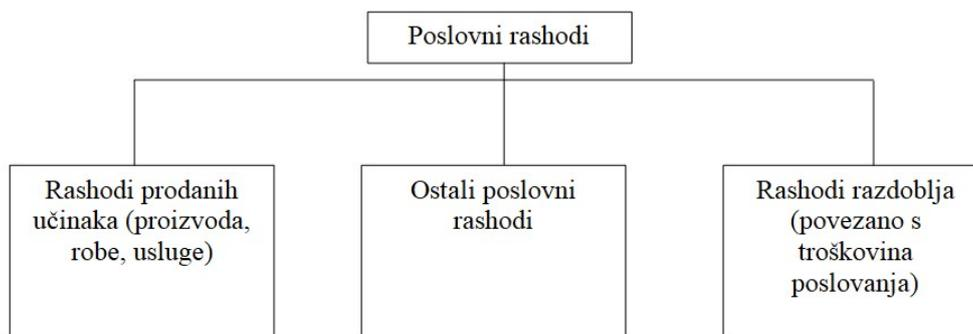 Poslovni rashodi
Rashodi prodanih
učinaka (proizvoda,
robe, usluge)
Ostali poslovni
rashodi
Rashodi razdoblja
(povezano s
troškovina
poslovanja)